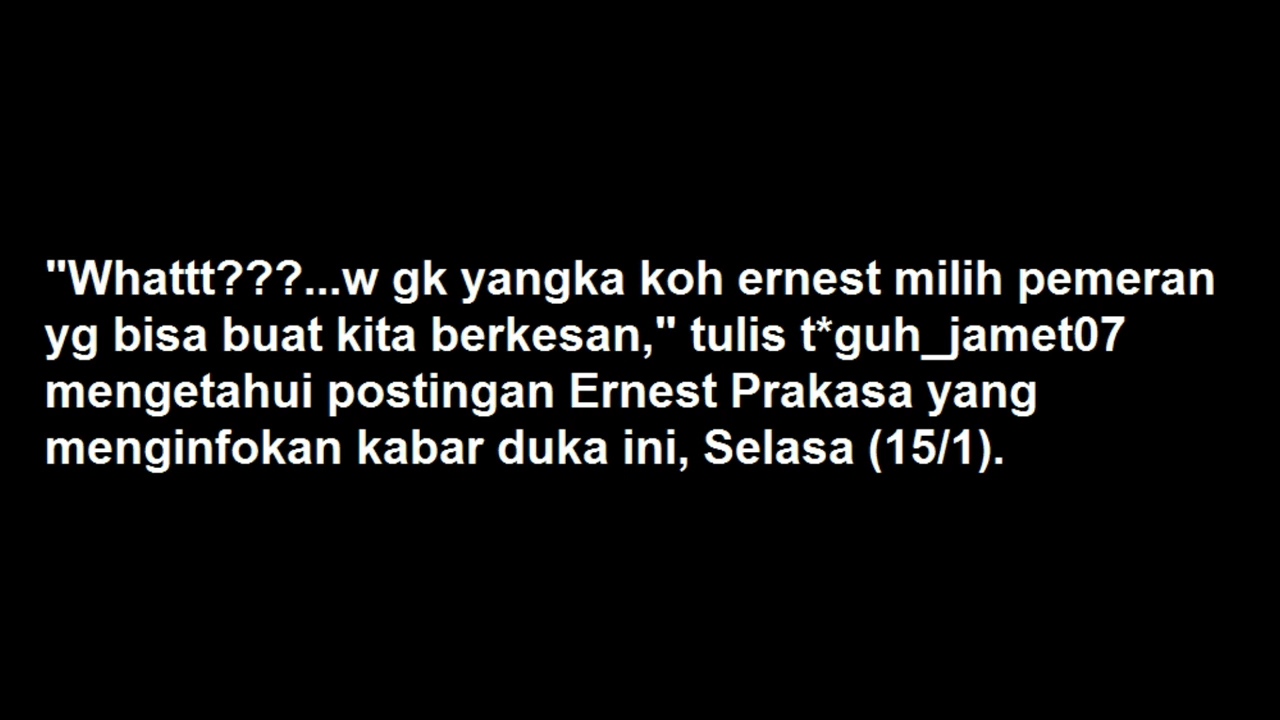 "Whattt???...w gk yangka koh ernest milih pemeran
yg bisa buat kita berkesan," tulis t*guh_jamet07
mengetahui postingan Ernest Prakasa yang
menginfokan kabar duka ini, Selasa (15/1).